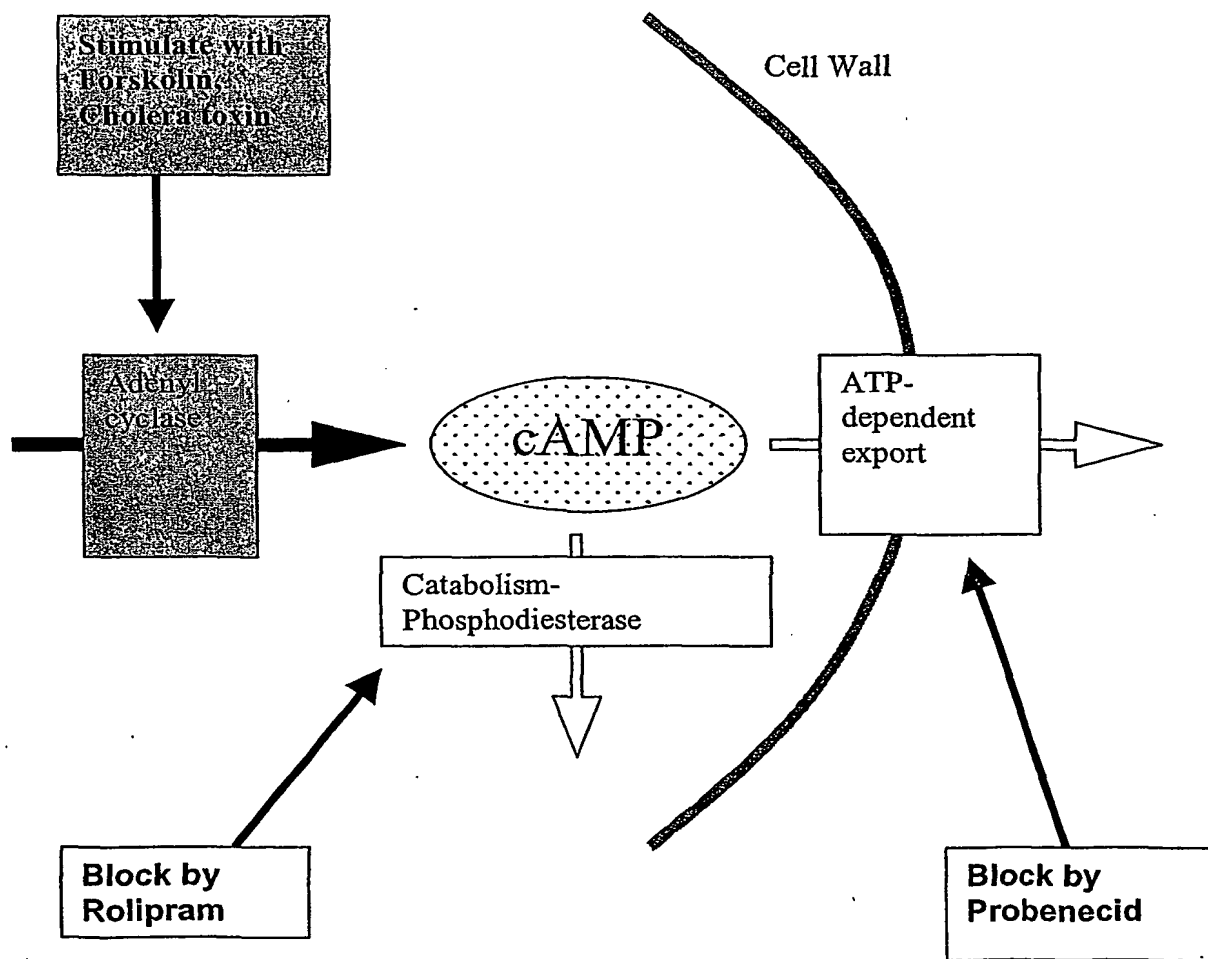 Stimulate with
Forskolin,
Cholera toxin
Cell Wall
Adenyl
cyclase
cAMP
ATP-
dependent
export
Catabolism-
Phosphodiesterase
Block by
Rolipram
Block by
Probenecid